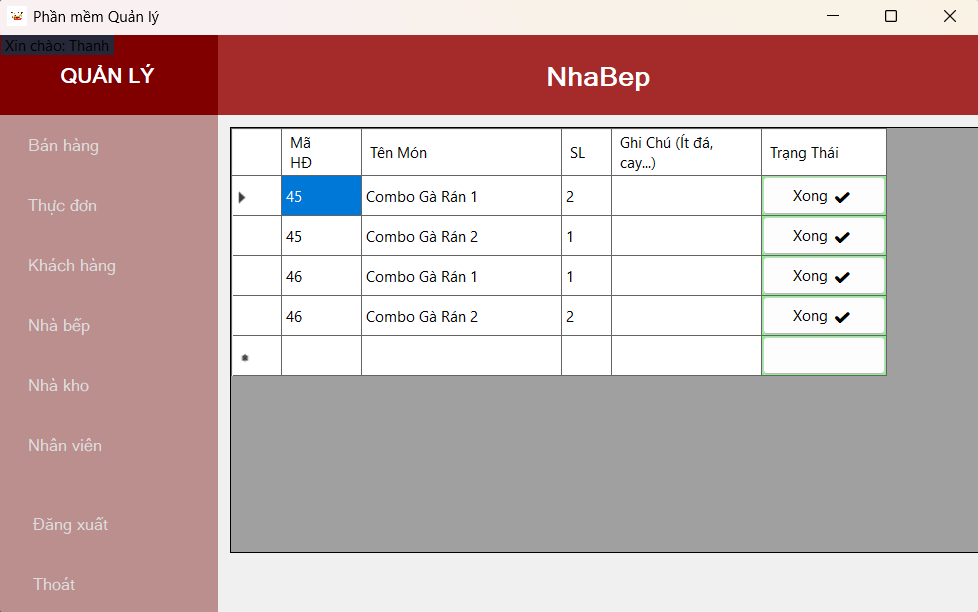 Phần mềm Quản lý
Xin chào: Thanh
QUẢN LÝ
NhaBep
Bán hàng
Thực đơn
Khách hàng
Nhà bếp
Nhà kho
Nhân viên
Đăng xuất
Thoát
Mã
HĐ
Tên Món
SL
Ghi Chú (Ít đá,
cay...)
Trạng Thái
45 Combo Gà Rán 1 2 Xong ✔
45 Combo Gà Rán 2 1 Xong ✔
46 Combo Gà Rán 1 1 Xong ✔
46 Combo Gà Rán 2 2 Xong ✔